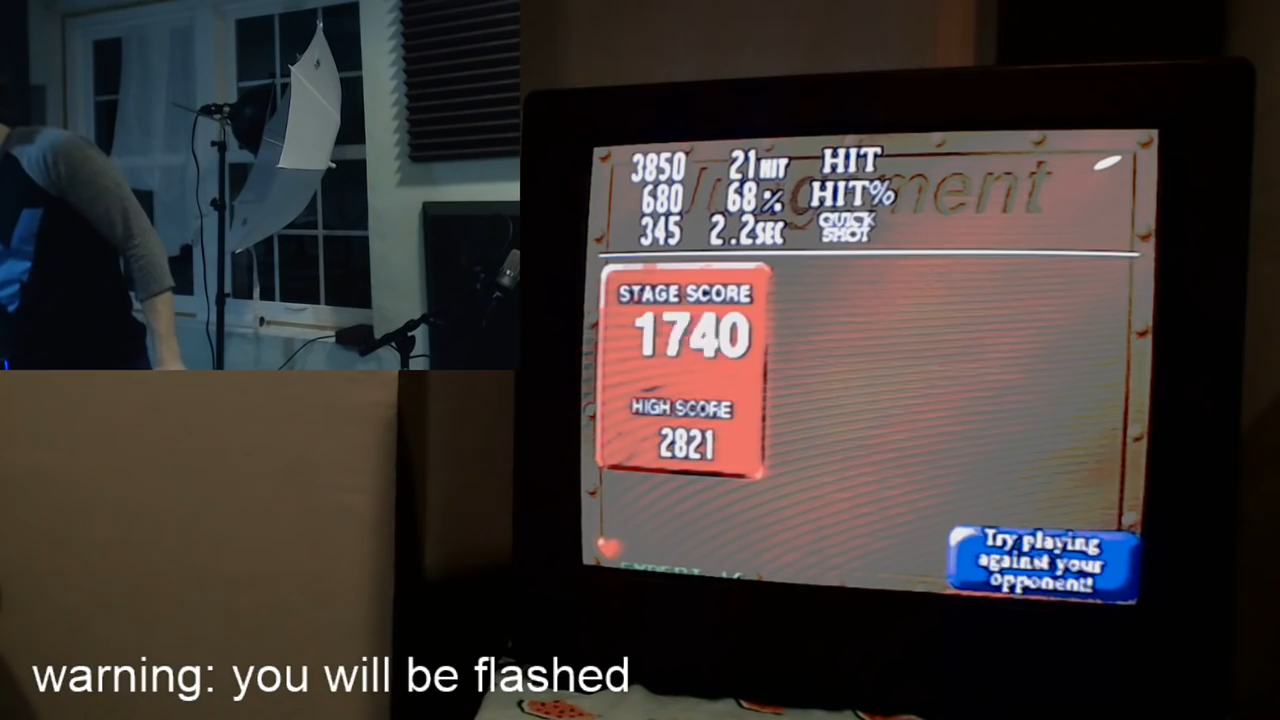 Judgment
3850 21HIT HIT
680 68% HIT%
345 2.2SEC QUICK SHOT
STAGE SCORE
1740
HIGH SCORE
2821
Try playing
against your
opponent!
warning: you will be flashed